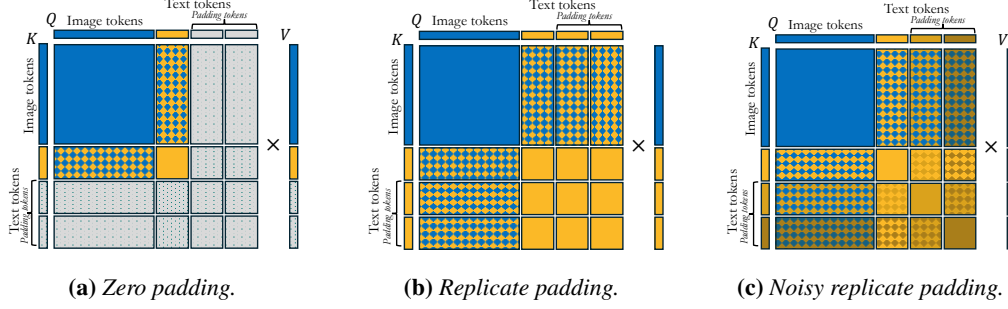 Text tokens
Padding tokens
Q Image tokens
K V
Image tokens
×
Text tokens
Padding tokens
(a) Zero padding.
Text tokens
Padding tokens
Q Image tokens
K V
Image tokens
×
Text tokens
Padding tokens
(b) Replicate padding.
Text tokens
Padding tokens
Q Image tokens
K V
Image tokens
×
Text tokens
Padding tokens
(c) Noisy replicate padding.